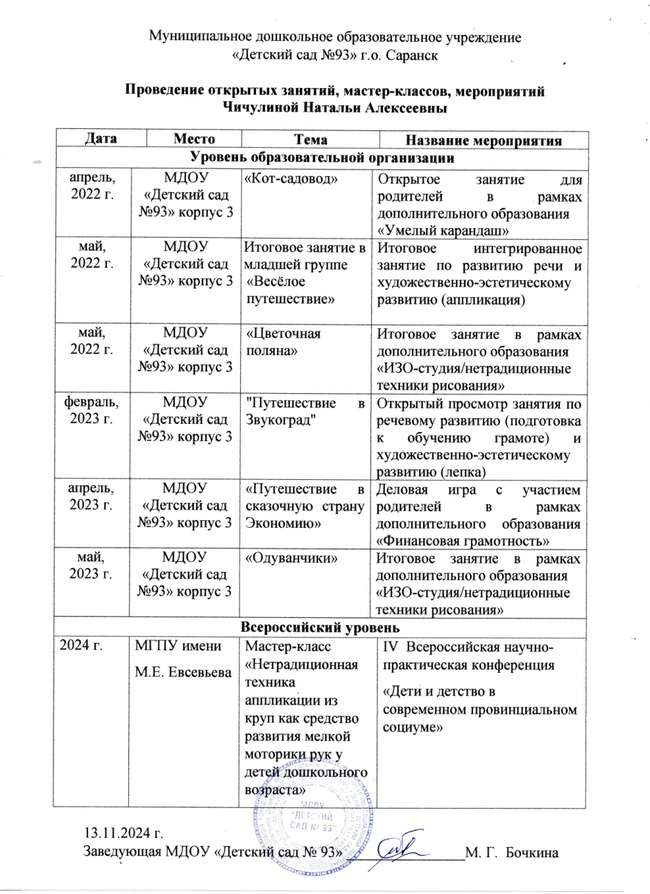 Муниципальное дошкольное образовательное учреждение
«Детский сад №93» г.о. Саранск
Проведение открытых занятий, мастер-классов, мероприятий
Чичулиной Натальи Алексеевны
Дата Место Тема Название мероприятия
Уровень образовательной организации
апрель,
2022 г.
МДОУ
«Детский сад
№93» корпус 3
«Кот-садовод»
Открытое занятие для
родителей в рамках
дополнительного образования
«Умелый карандаш»
май,
2022 г.
МДОУ
«Детский сад
№93» корпус 3
Итоговое занятие в
младшей группе
«Весёлое
путешествие»
Итоговое интегрированное
занятие по развитию речи и
художественно-эстетическому
развитию (аппликация)
май,
2022 г.
МДОУ
«Детский сад
№93» корпус 3
«Цветочная
поляна»
Итоговое занятие в рамках
дополнительного образования
«ИЗО-студия/нетрадиционные
техники рисования»
февраль,
2023 г.
МДОУ
«Детский сад
№93» корпус 3
"Путешествие в
Звукоград"
Открытый просмотр занятия по
речевому развитию (подготовка
к обучению грамоте) и
художественно-эстетическому
развитию (лепка)
апрель,
2023 г.
МДОУ
«Детский сад
№93» корпус 3
«Путешествие в
сказочную страну
Экономию»
Деловая игра с участием
родителей в рамках
дополнительного образования
«Финансовая грамотность»
май,
2023 г.
МДОУ
«Детский сад
№93» корпус 3
«Одуванчики»
Итоговое занятие в рамках
дополнительного образования
«ИЗО-студия/нетрадиционные
техники рисования»
Всероссийский уровень
2024 г.
МГПУ имени
М.Е. Евсевьева
Мастер-класс
«Нетрадиционная
техника
аппликации из
круп как средство
развития мелкой
моторики рук у
детей дошкольного
возраста»
IV Всероссийская научно-
практическая конференция
«Дети и детство в
современном провинциальном
социуме»
МДОУ
"ДЕТСКИЙ
САД № 93"
13.11.2024 г.
Заведующая МДОУ «Детский сад № 93» М. Г. Бочкина